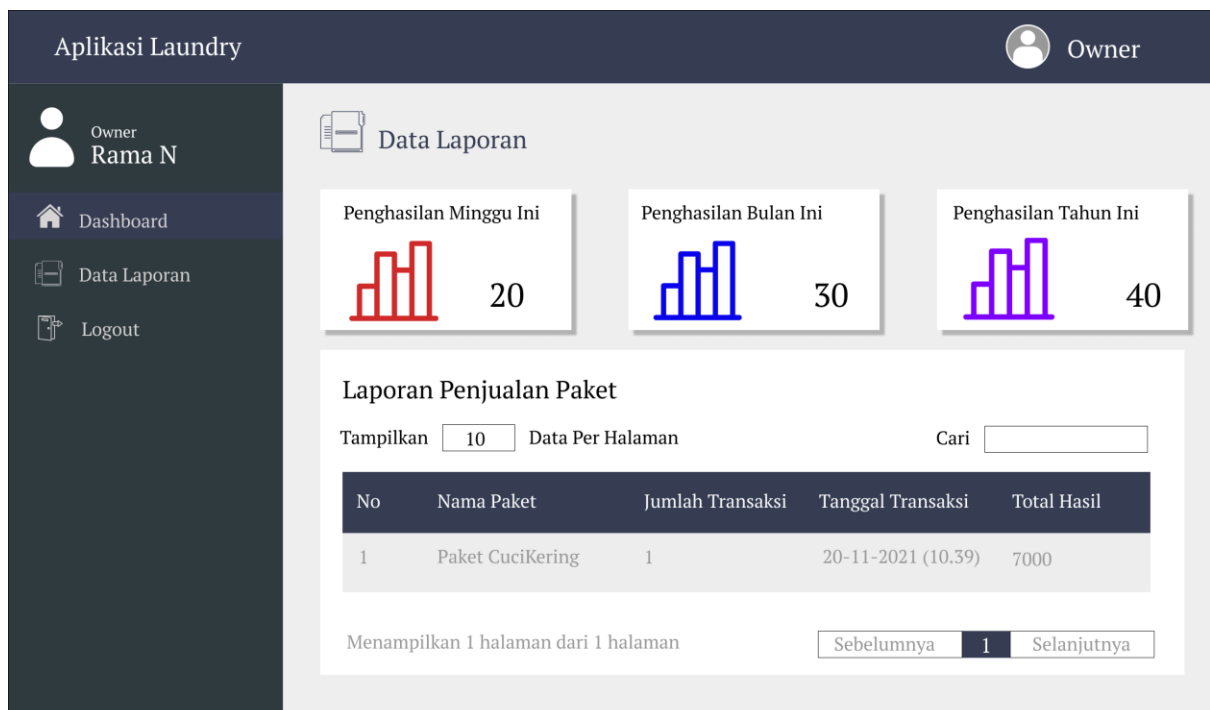 Aplikasi Laundry
Owner
Owner
Rama N
Dashboard
Data Laporan
Logout
Data Laporan
Penghasilan Minggu Ini
20
Penghasilan Bulan Ini
30
Penghasilan Tahun Ini
40
Laporan Penjualan Paket
Tampilkan 10 Data Per Halaman Cari
No Nama Paket Jumlah Transaksi Tanggal Transaksi Total Hasil
1 Paket CuciKering 1 20-11-2021 (10.39) 7000
Menampilkan 1 halaman dari 1 halaman Sebelumnya 1 Selanjutnya